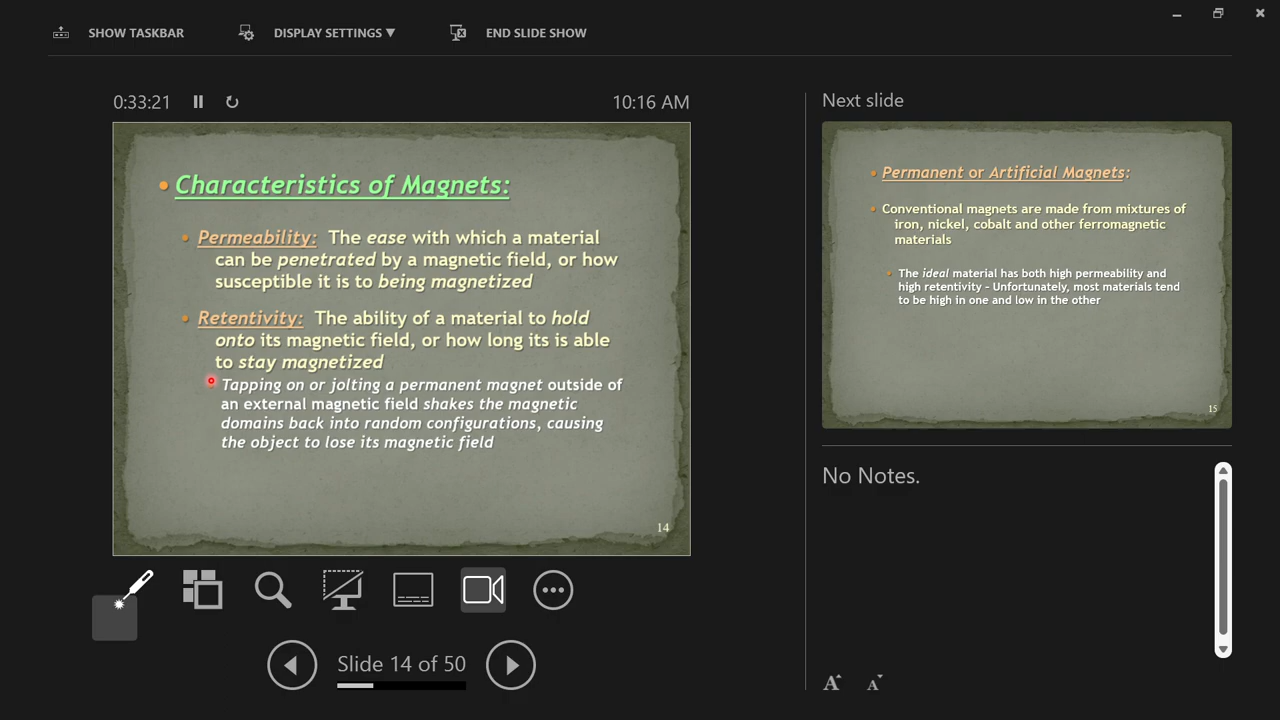 SHOW TASKBAR
DISPLAY SETTINGS ▼
END SLIDE SHOW
0:33:21
10:16 AM
Characteristics of Magnets:
Permeability: The ease with which a material
can be penetrated by a magnetic field, or how
susceptible it is to being magnetized
Retentivity: The ability of a material to hold
onto its magnetic field, or how long its is able
to stay magnetized
Tapping on or jolting a permanent magnet outside of
an external magnetic field shakes the magnetic
domains back into random configurations, causing
the object to lose its magnetic field
14
Slide 14 of 50
Next slide
Permanent or Artificial Magnets:
Conventional magnets are made from mixtures of
iron, nickel, cobalt and other ferromagnetic
materials
The ideal material has both high permeability and
high retentivity – Unfortunately, most materials tend
to be high in one and low in the other
15
No Notes.
A A